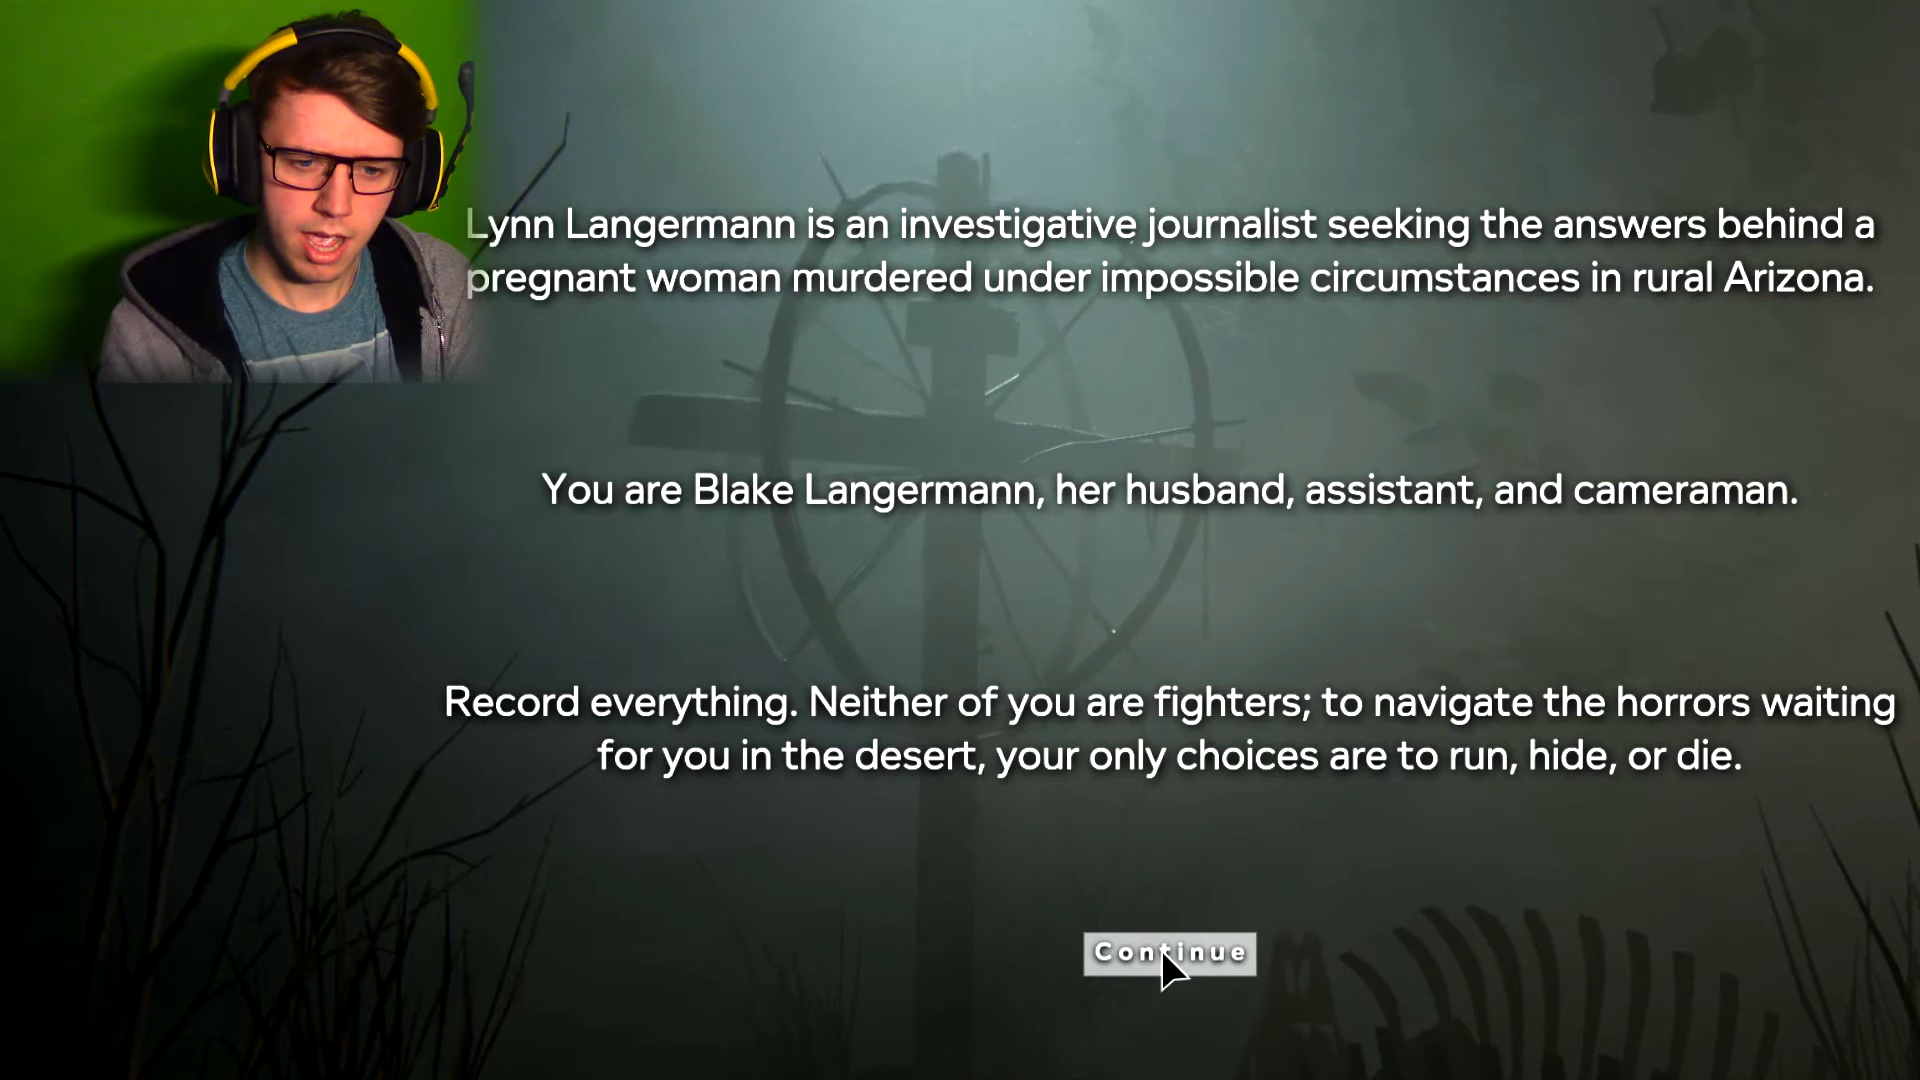 Lynn Langermann is an investigative journalist seeking the answers behind a
pregnant woman murdered under impossible circumstances in rural Arizona.
You are Blake Langermann, her husband, assistant, and cameraman.
Record everything. Neither of you are fighters; to navigate the horrors waiting
for you in the desert, your only choices are to run, hide, or die.
Continue